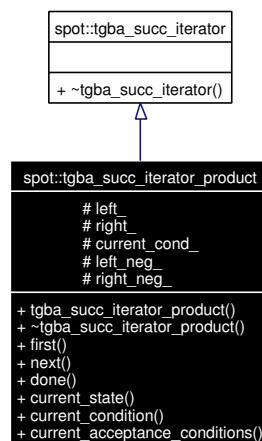 spot::tgba_succ_iterator
+ ~tgba_succ_iterator()
spot::tgba_succ_iterator_product
# left_
# right_
# current_cond_
# left_neg_
# right_neg_
+ tgba_succ_iterator_product()
+ ~tgba_succ_iterator_product()
+ first()
+ next()
+ done()
+ current_state()
+ current_condition()
+ current_acceptance_conditions()